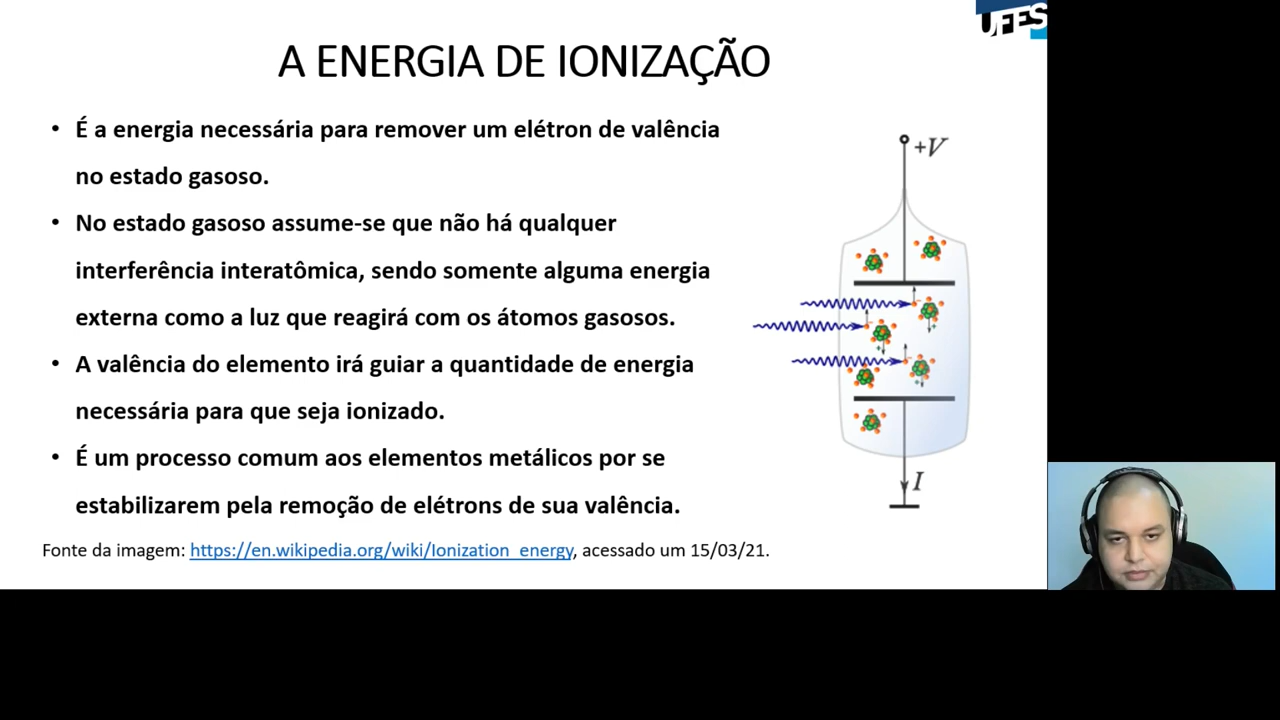 UFES
A ENERGIA DE IONIZAÇÃO
• É a energia necessária para remover um elétron de valência
no estado gasoso.
• No estado gasoso assume-se que não há qualquer
interferência interatômica, sendo somente alguma energia
externa como a luz que reagirá com os átomos gasosos.
• A valência do elemento irá guiar a quantidade de energia
necessária para que seja ionizado.
• É um processo comum aos elementos metálicos por se
estabilizarem pela remoção de elétrons de sua valência.
Fonte da imagem: https://en.wikipedia.org/wiki/Ionization_energy, acessado um 15/03/21.
+V
I